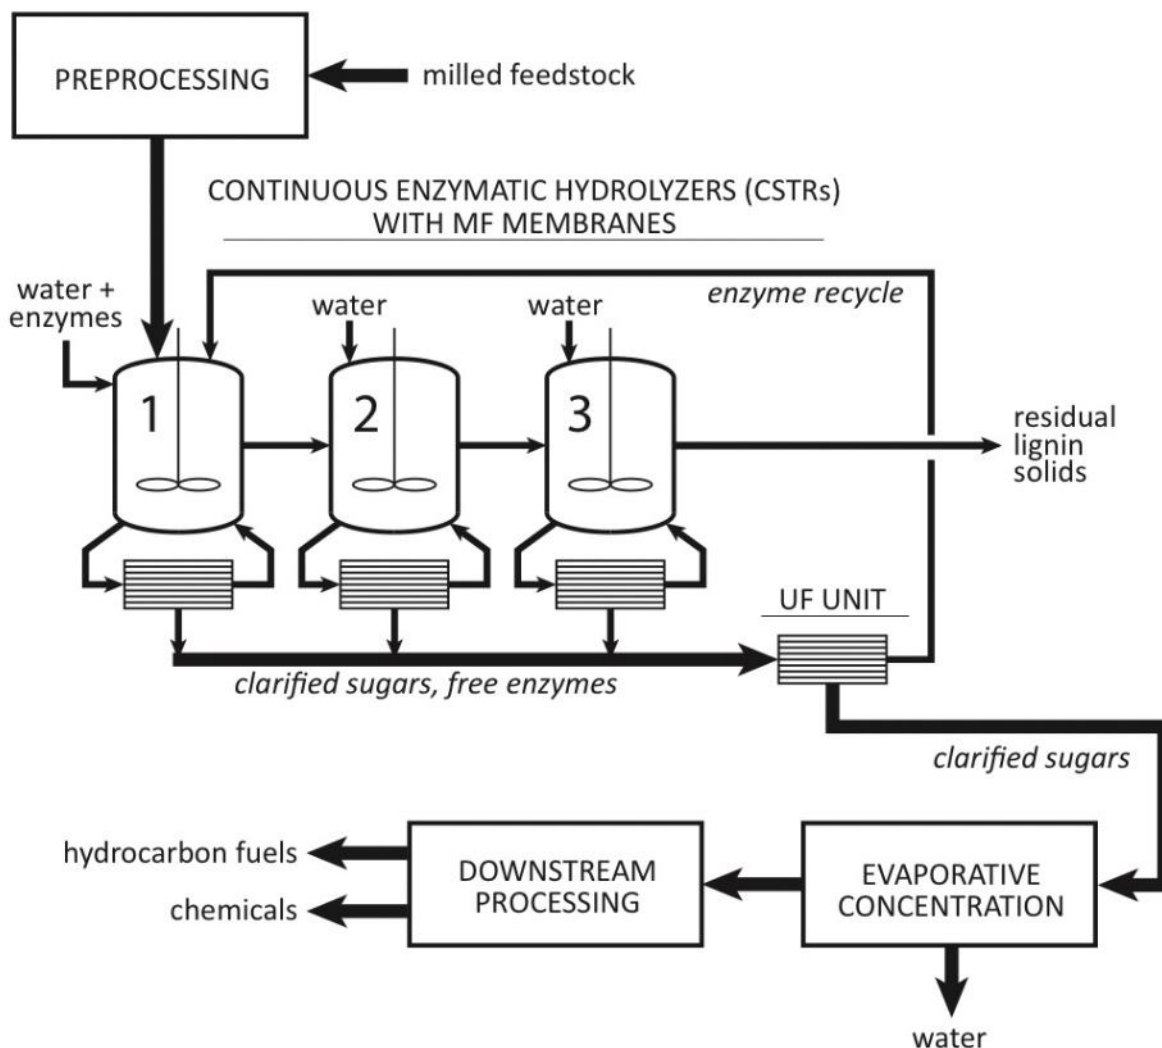 PREPROCESSING
milled feedstock
CONTINUOUS ENZYMATIC HYDROLYZERS (CSTRs)
WITH MF MEMBRANES
water +
enzymes
water
water
enzyme recycle
1
2
3
residual
lignin
solids
UF UNIT
clarified sugars, free enzymes
clarified sugars
hydrocarbon fuels
chemicals
DOWNSTREAM
PROCESSING
EVAPORATIVE
CONCENTRATION
water